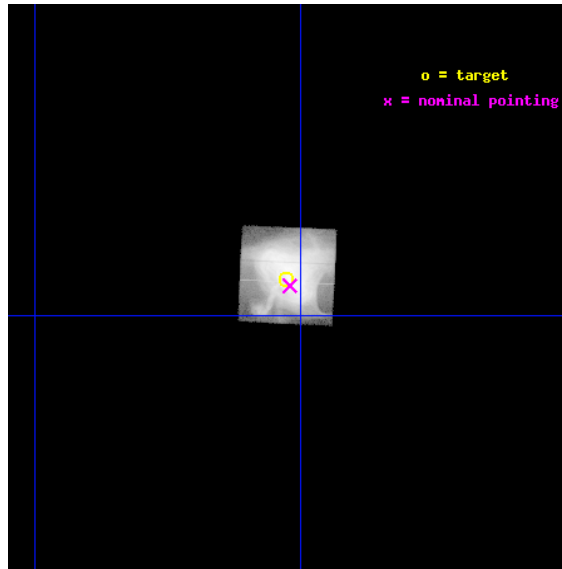 o = target
x = nominal pointing